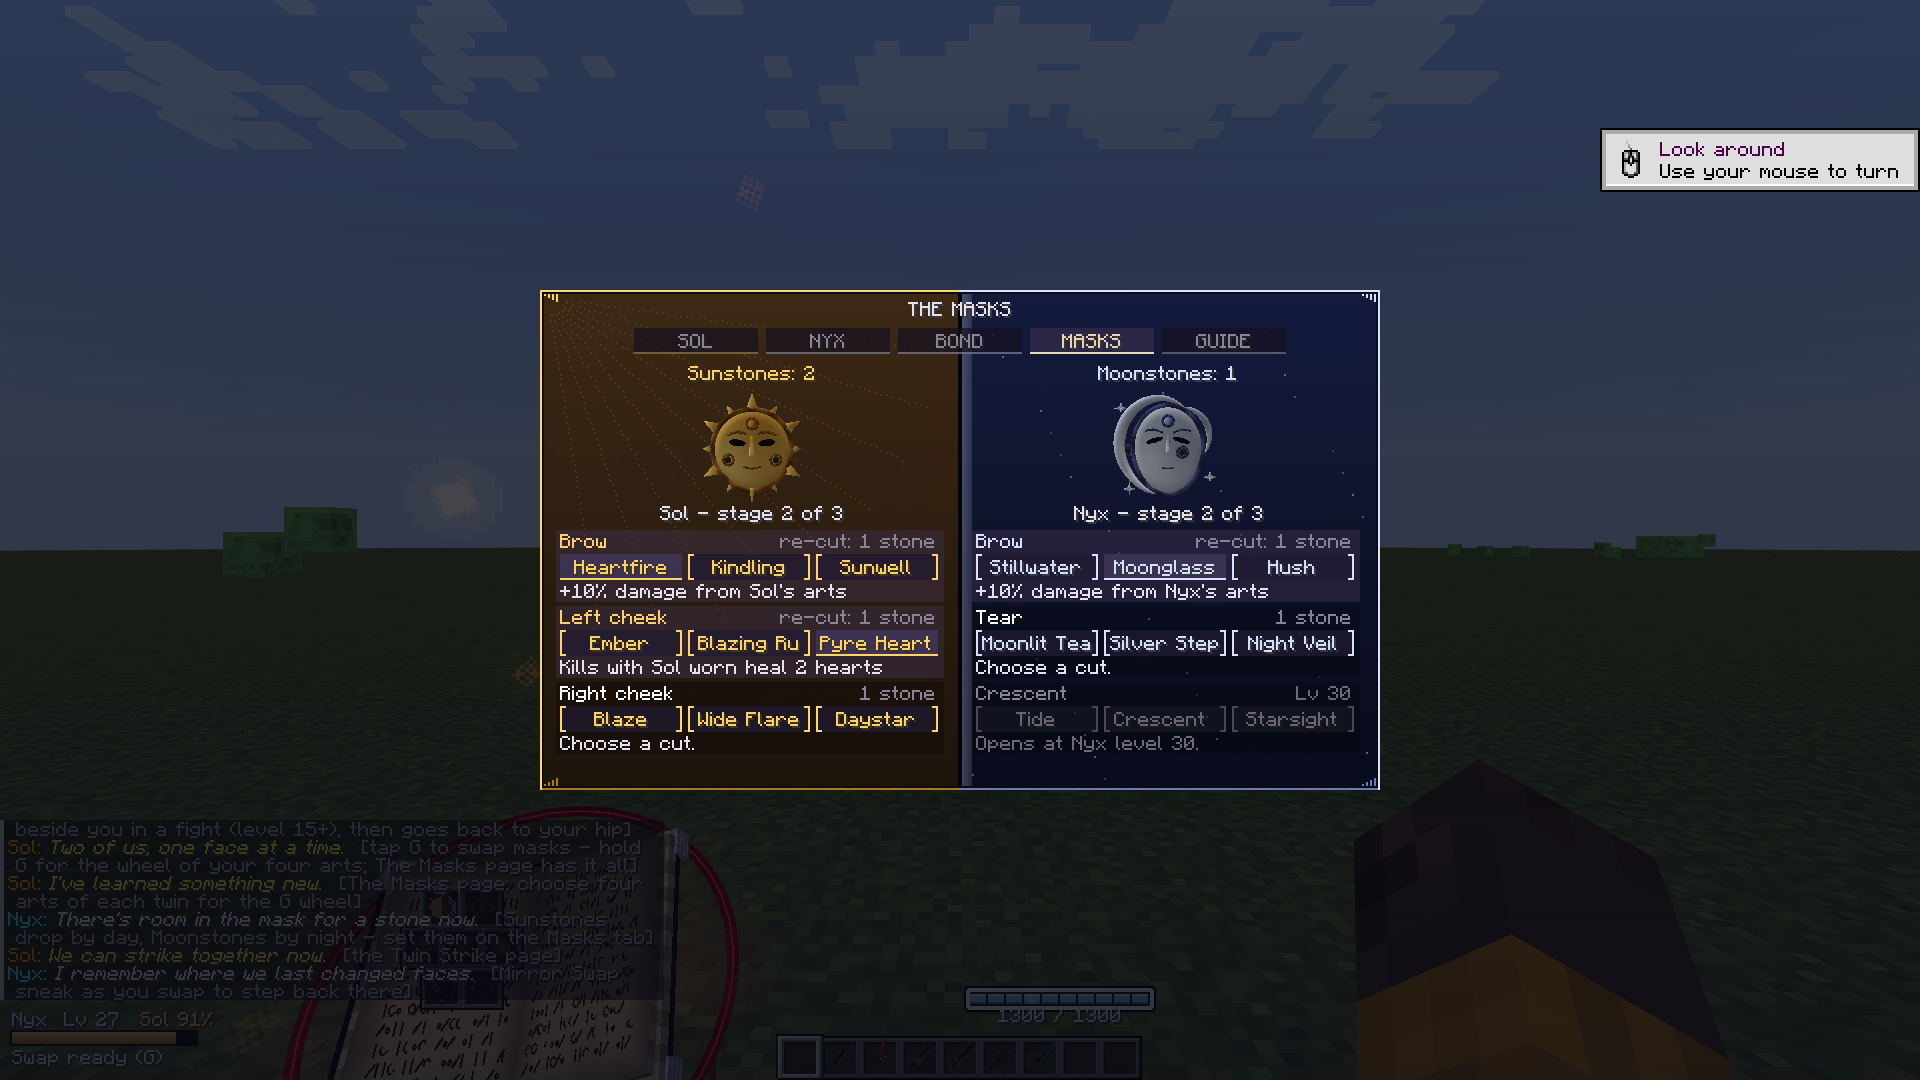 Look around
Use your mouse to turn
THE MASKS
SOL NYX BOND MASKS GUIDE
Sunstones: 2
Sol - stage 2 of 3
Brow re-cut: 1 stone
[ Heartfire ] [ Kindling ] [ Sunwell ]
+10% damage from Sol's arts
Left cheek re-cut: 1 stone
[ Ember ] [Blazing Ru] Pyre Heart
Kills with Sol worn heal 2 hearts
Right cheek 1 stone
[ Blaze ] [Wide Flare] [ Daystar ]
Choose a cut.
Moonstones: 1
Nyx - stage 2 of 3
Brow re-cut: 1 stone
[ Stillwater ] Moonglass [ Hush ]
+10% damage from Nyx's arts
Tear 1 stone
[Moonlit Tea] [Silver Step] [ Night Veil ]
Choose a cut.
Crescent Lv 30
[ Tide ] [ Crescent ] [ Starsight ]
Opens at Nyx level 30.
beside you in a fight (level 15+), then goes back to your hip]
Sol: Two of us, one face at a time. [tap G to swap masks - hold
G for the wheel of your four arts; The Masks page has it all]
Sol: I've learned something new. [The Masks page: choose four
arts of each twin for the G wheel]
Nyx: There's room in the mask for a stone now. [Sunstones
drop by day, Moonstones by night - set them on the Masks tab]
Sol: We can strike together now. [the Twin Strike page]
Nyx: I remember where we last changed faces. [Mirror Swap:
sneak as you swap to step back there]
Nyx Lv 27 Sol 91%
Swap ready (G)
1300 / 1300